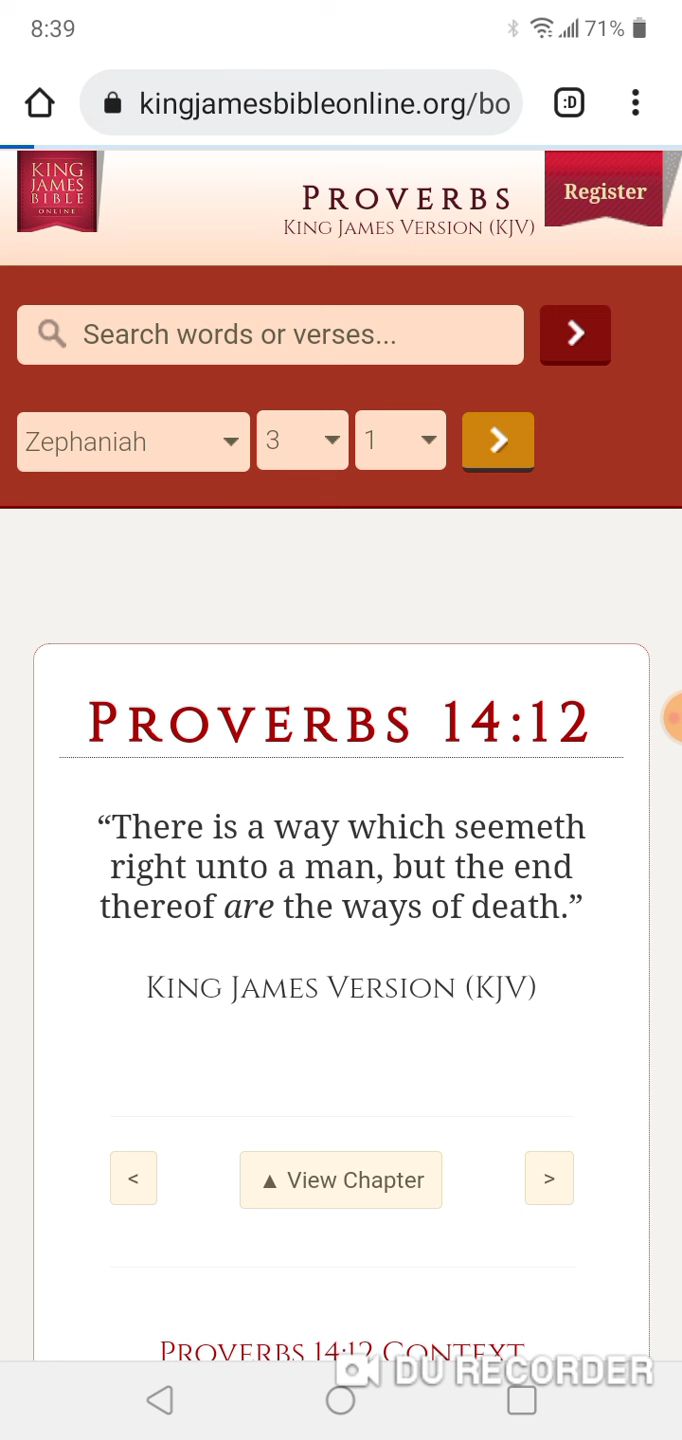 8:39
71%
kingjamesbibleonline.org/bo
:D
KING
JAMES
BIBLE
ONLINE
PROVERBS
KING JAMES VERSION (KJV)
Register
Search words or verses...
Zephaniah
3
1
PROVERBS 14:12
“There is a way which seemeth
right unto a man, but the end
thereof are the ways of death.”
KING JAMES VERSION (KJV)
<
▲ View Chapter
>
PROVERBS 14:12 CONTEXT
DU RECORDER